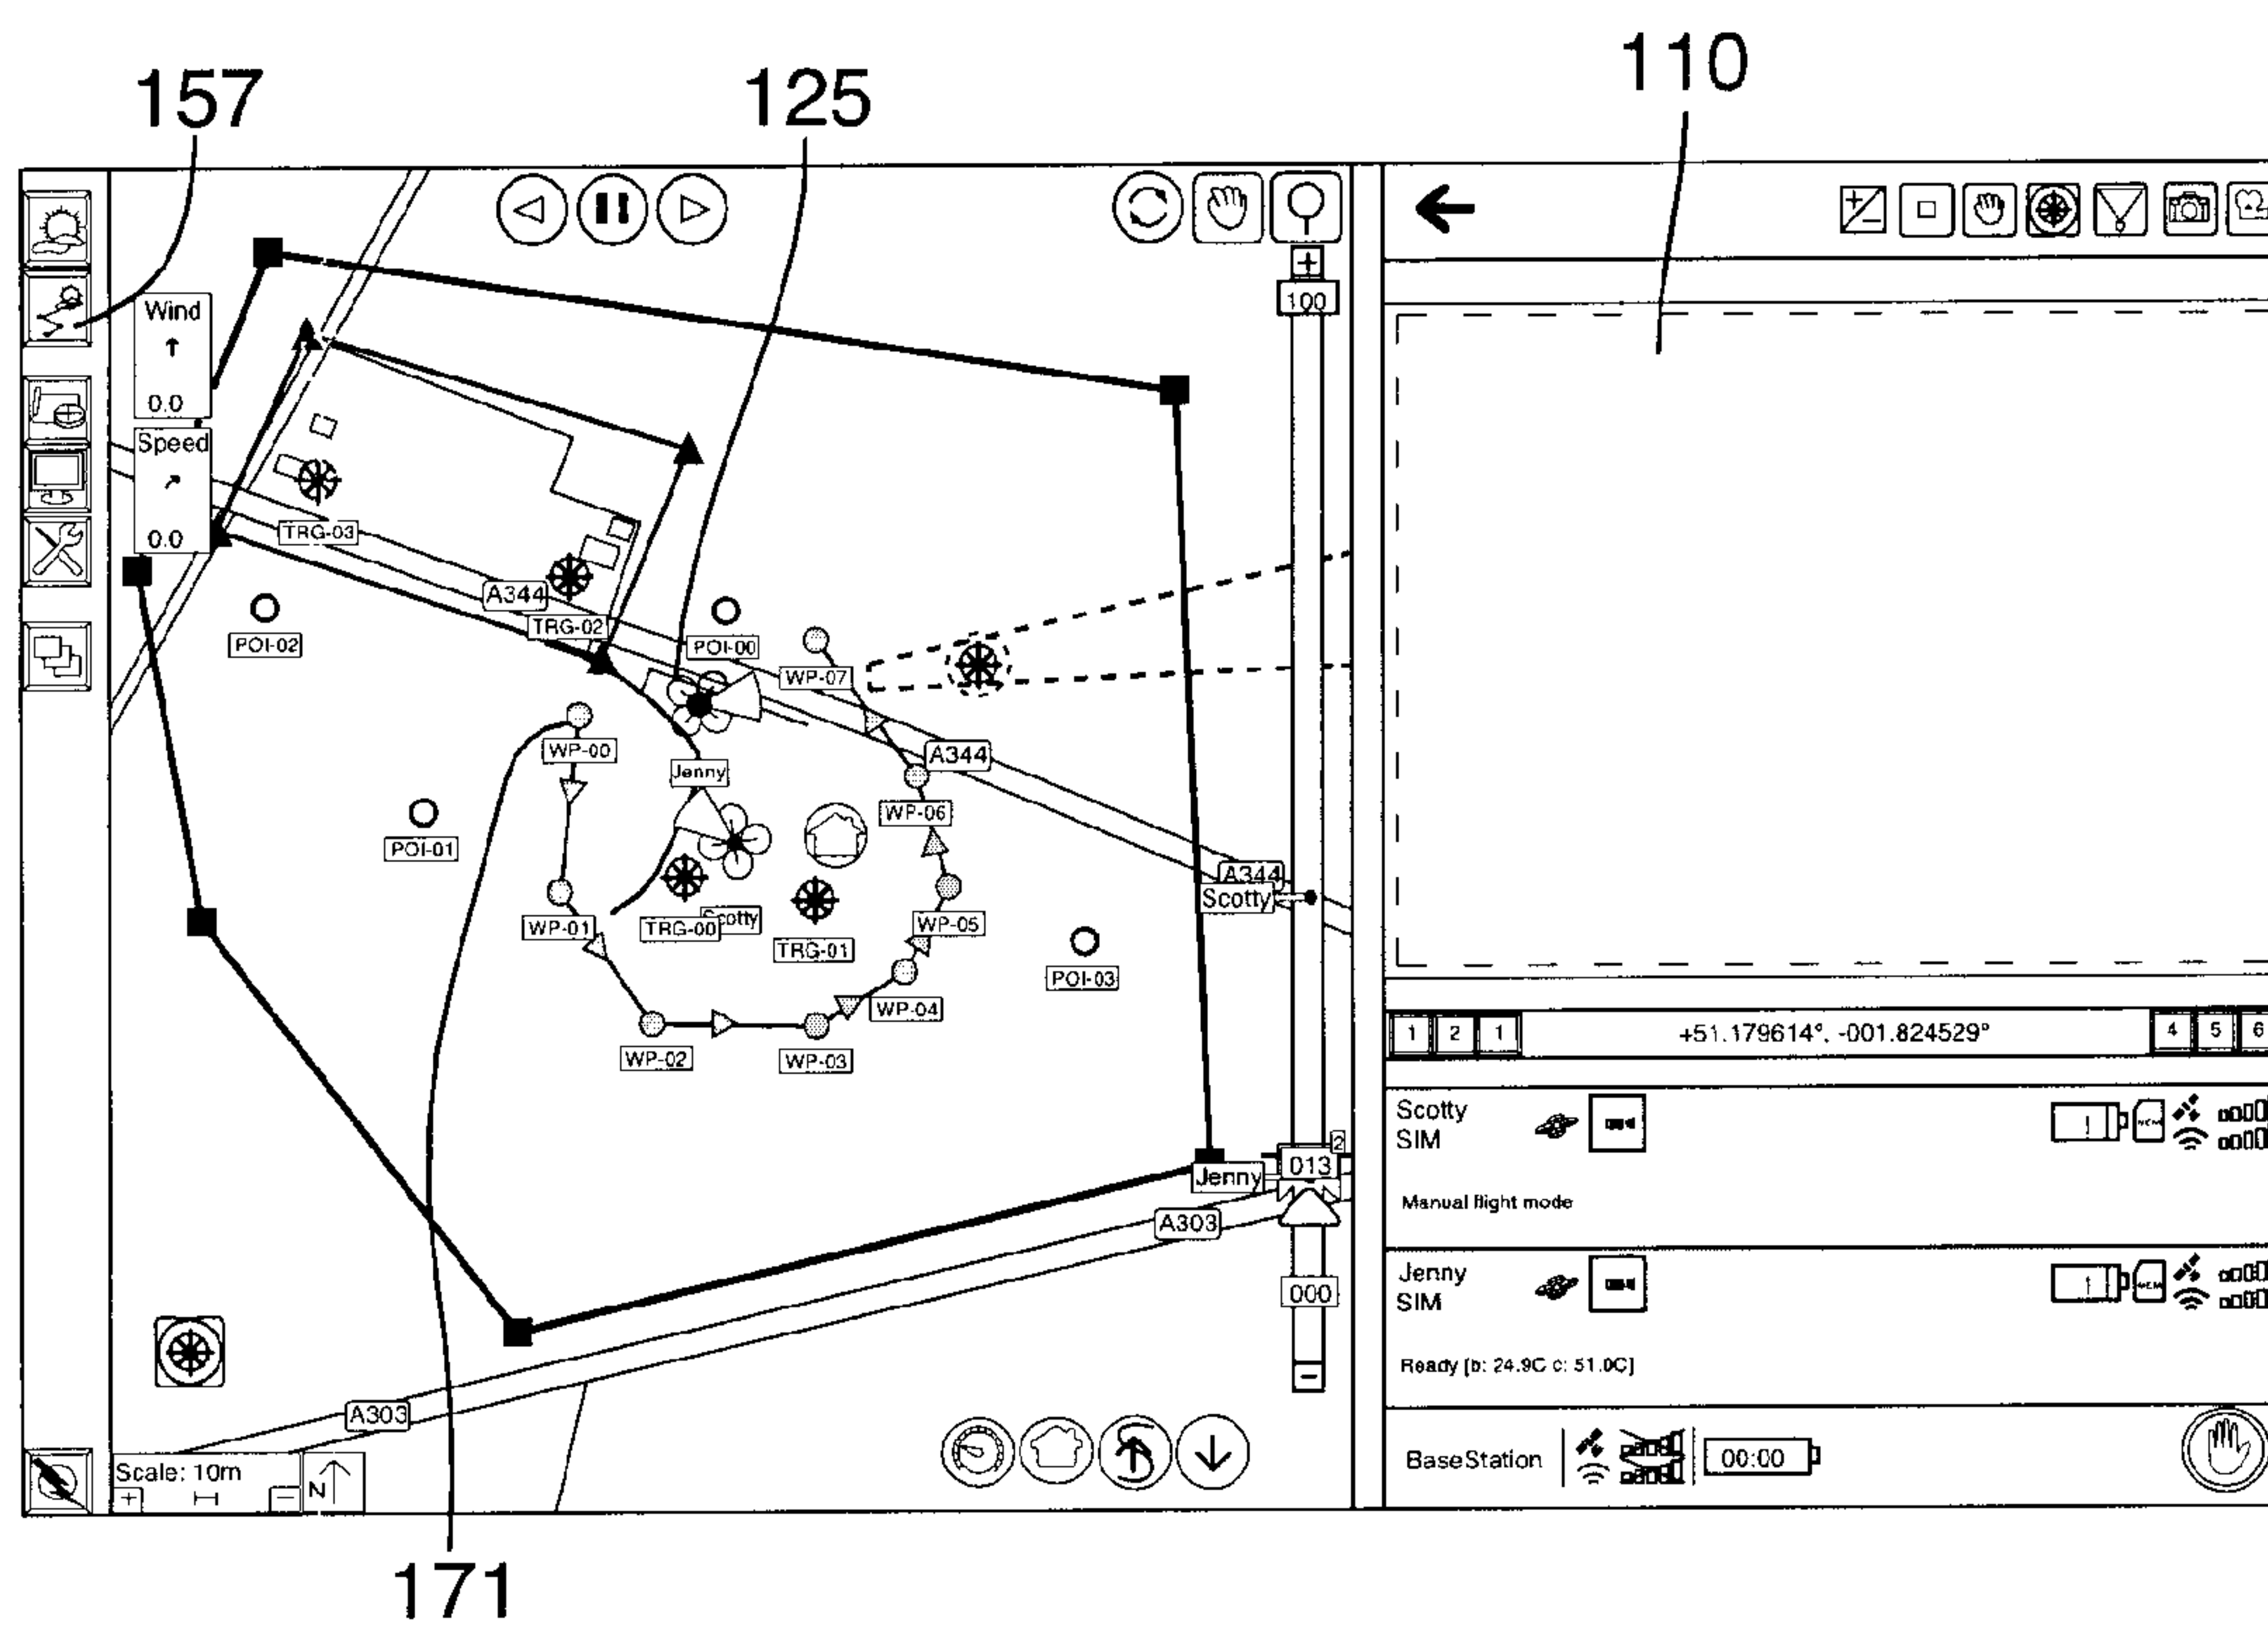 157
125
110
Wind
0.0
Speed
0.0
100
TRG-03
A344
TRG-02
POI-02
POI-00
WP-07
WP-00
A344
Jenny
WP-06
POI-01
A344
Scotty
WP-01
TRG-00
Scotty
WP-05
TRG-01
POI-03
WP-04
WP-02
WP-03
1 2 1 +51.179614°, -001.824529° 4 5 6
Scotty
SIM
MEM
Manual flight mode
2
013
Jenny
A303
000
Jenny
SIM
MEM
Ready [b: 24.9C c: 51.0C]
A303
Scale: 10m
N
BaseStation
00:00
171